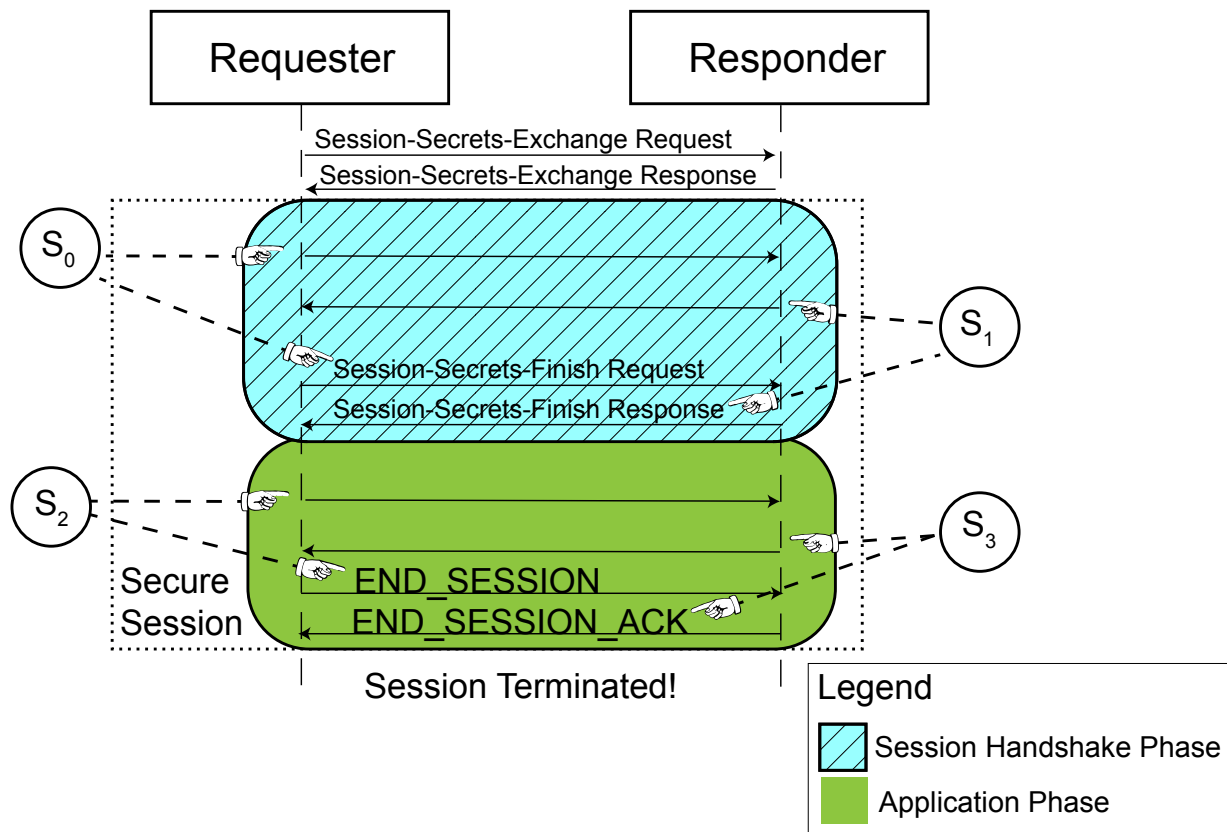 Requester
Responder
Session-Secrets-Exchange Request
Session-Secrets-Exchange Response
S0
S1
Session-Secrets-Finish Request
Session-Secrets-Finish Response
S2
S3
Secure
Session
END_SESSION
END_SESSION_ACK
Session Terminated!
Legend
Session Handshake Phase
Application Phase